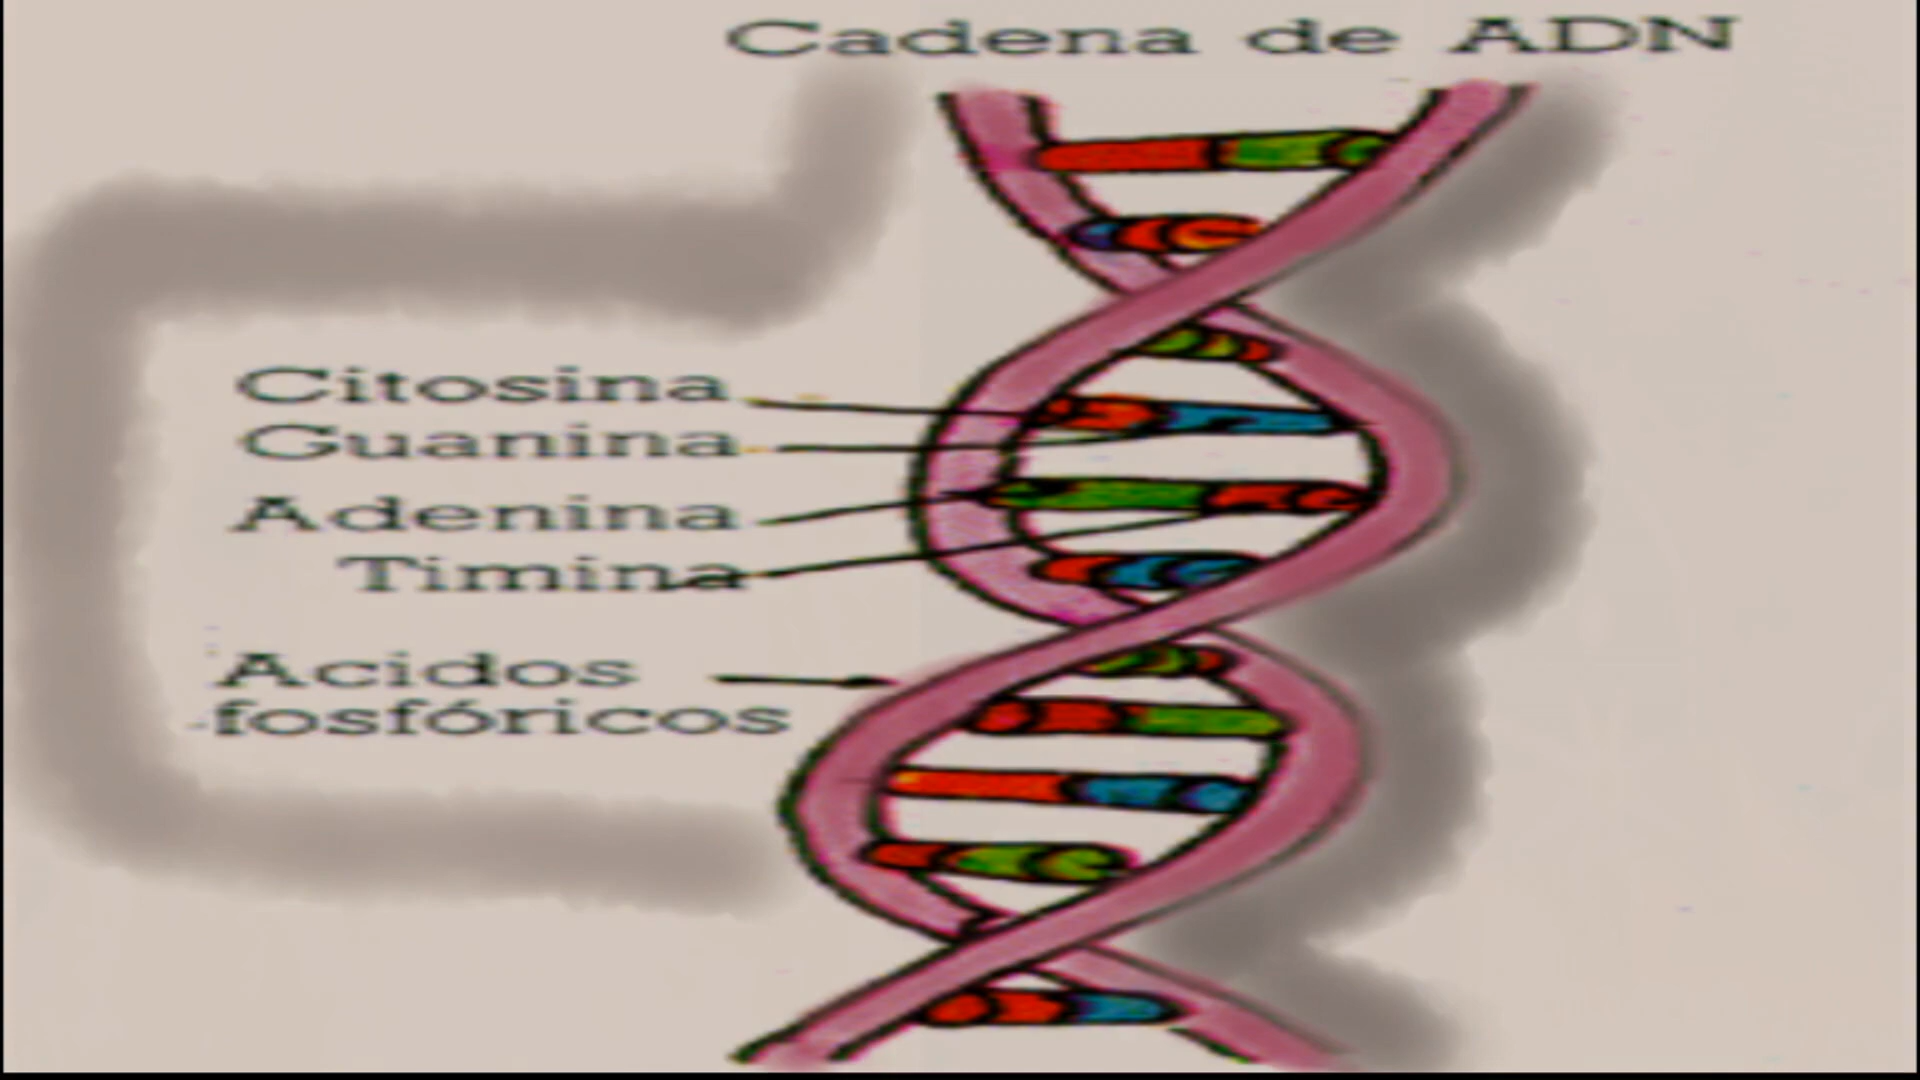 Cadena de ADN
Citosina
Guanina
Adenina
Timina
Acidos
fosfóricos